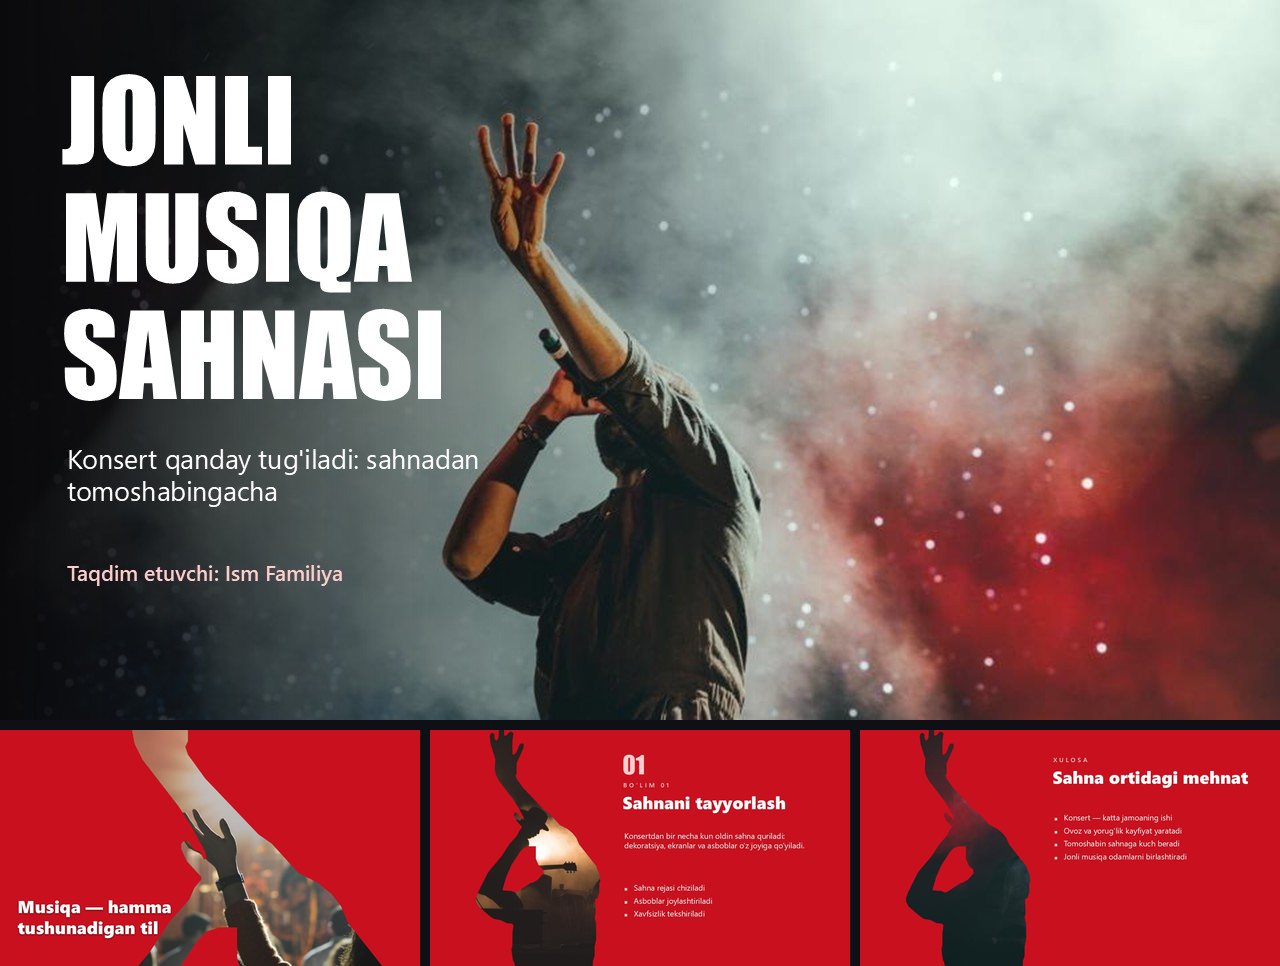 JONLI
MUSIQA
SAHNASI
Konsert qanday tug'iladi: sahnadan
tomoshabingacha
Taqdim etuvchi: Ism Familiya
Musiqa — hamma
tushunadigan til
01
BO'LIM 01
Sahnani tayyorlash
Konsertdan bir necha kun oldin sahna quriladi:
dekoratsiya, ekranlar va asboblar o'z joyiga qo'yiladi.
Sahna rejasi chiziladi
Asboblar joylashtiriladi
Xavfsizlik tekshiriladi
XULOSA
Sahna ortidagi mehnat
Konsert — katta jamoaning ishi
Ovoz va yorug'lik kayfiyat yaratadi
Tomoshabin sahnaga kuch beradi
Jonli musiqa odamlarni birlashtiradi